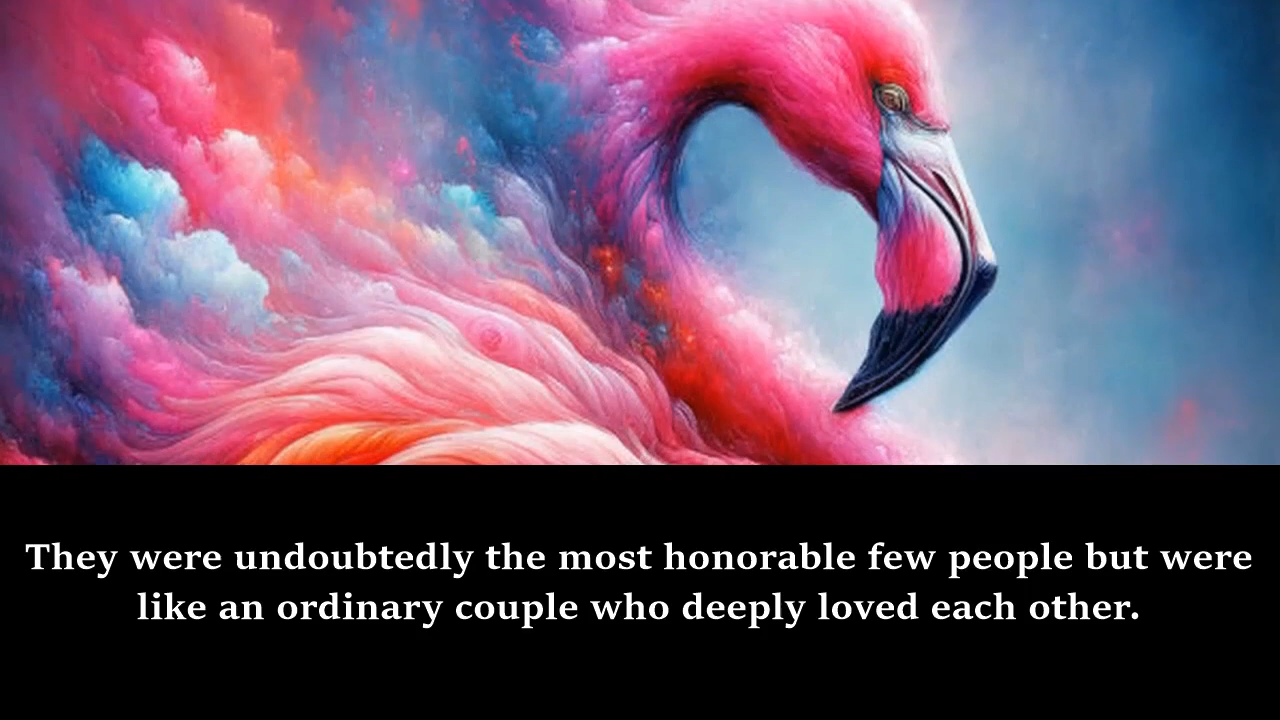 They were undoubtedly the most honorable few people but were
like an ordinary couple who deeply loved each other.